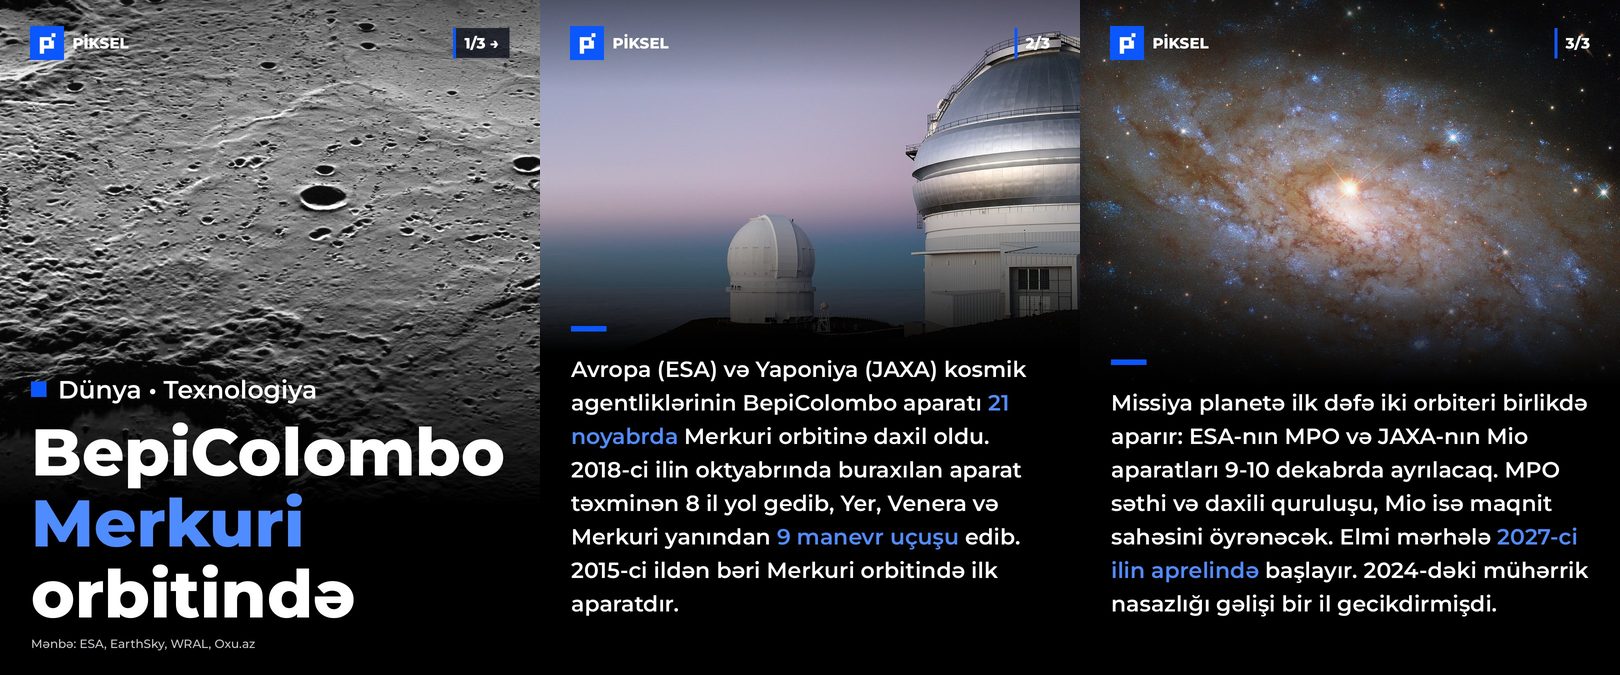 PİKSEL
1/3 →
Dünya • Texnologiya
BepiColombo
Merkuri
orbitində
Mənbə: ESA, EarthSky, WRAL, Oxu.az
PİKSEL
2/3
Avropa (ESA) və Yaponiya (JAXA) kosmik
agentliklərinin BepiColombo aparatı 21
noyabrda Merkuri orbitinə daxil oldu.
2018-ci ilin oktyabrında buraxılan aparat
təxminən 8 il yol gedib, Yer, Venera və
Merkuri yanından 9 manevr uçuşu edib.
2015-ci ildən bəri Merkuri orbitində ilk
aparatdır.
PİKSEL
3/3
Missiya planetə ilk dəfə iki orbiteri birlikdə
aparır: ESA-nın MPO və JAXA-nın Mio
aparatları 9-10 dekabrda ayrılacaq. MPO
səthi və daxili quruluşu, Mio isə maqnit
sahəsini öyrənəcək. Elmi mərhələ 2027-ci
ilin aprelində başlayır. 2024-dəki mühərrik
nasazlığı gəlişi bir il gecikdirmişdi.